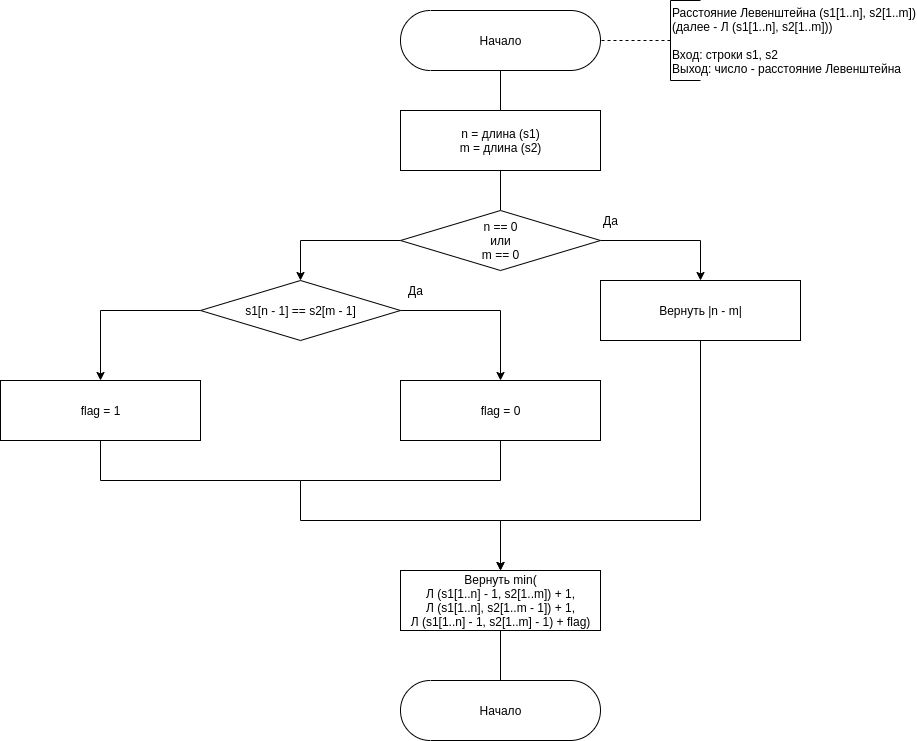 Начало
Расстояние Левенштейна (s1[1..n], s2[1..m])
(далее - Л (s1[1..n], s2[1..m]))
Вход: строки s1, s2
Выход: число - расстояние Левенштейна
n = длина (s1)
m = длина (s2)
n == 0
или
m == 0
Да
s1[n - 1] == s2[m - 1]
Да
Вернуть |n - m|
flag = 1
flag = 0
Вернуть min(
Л (s1[1..n] - 1, s2[1..m]) + 1,
Л (s1[1..n], s2[1..m - 1]) + 1,
Л (s1[1..n] - 1, s2[1..m] - 1) + flag)
Начало